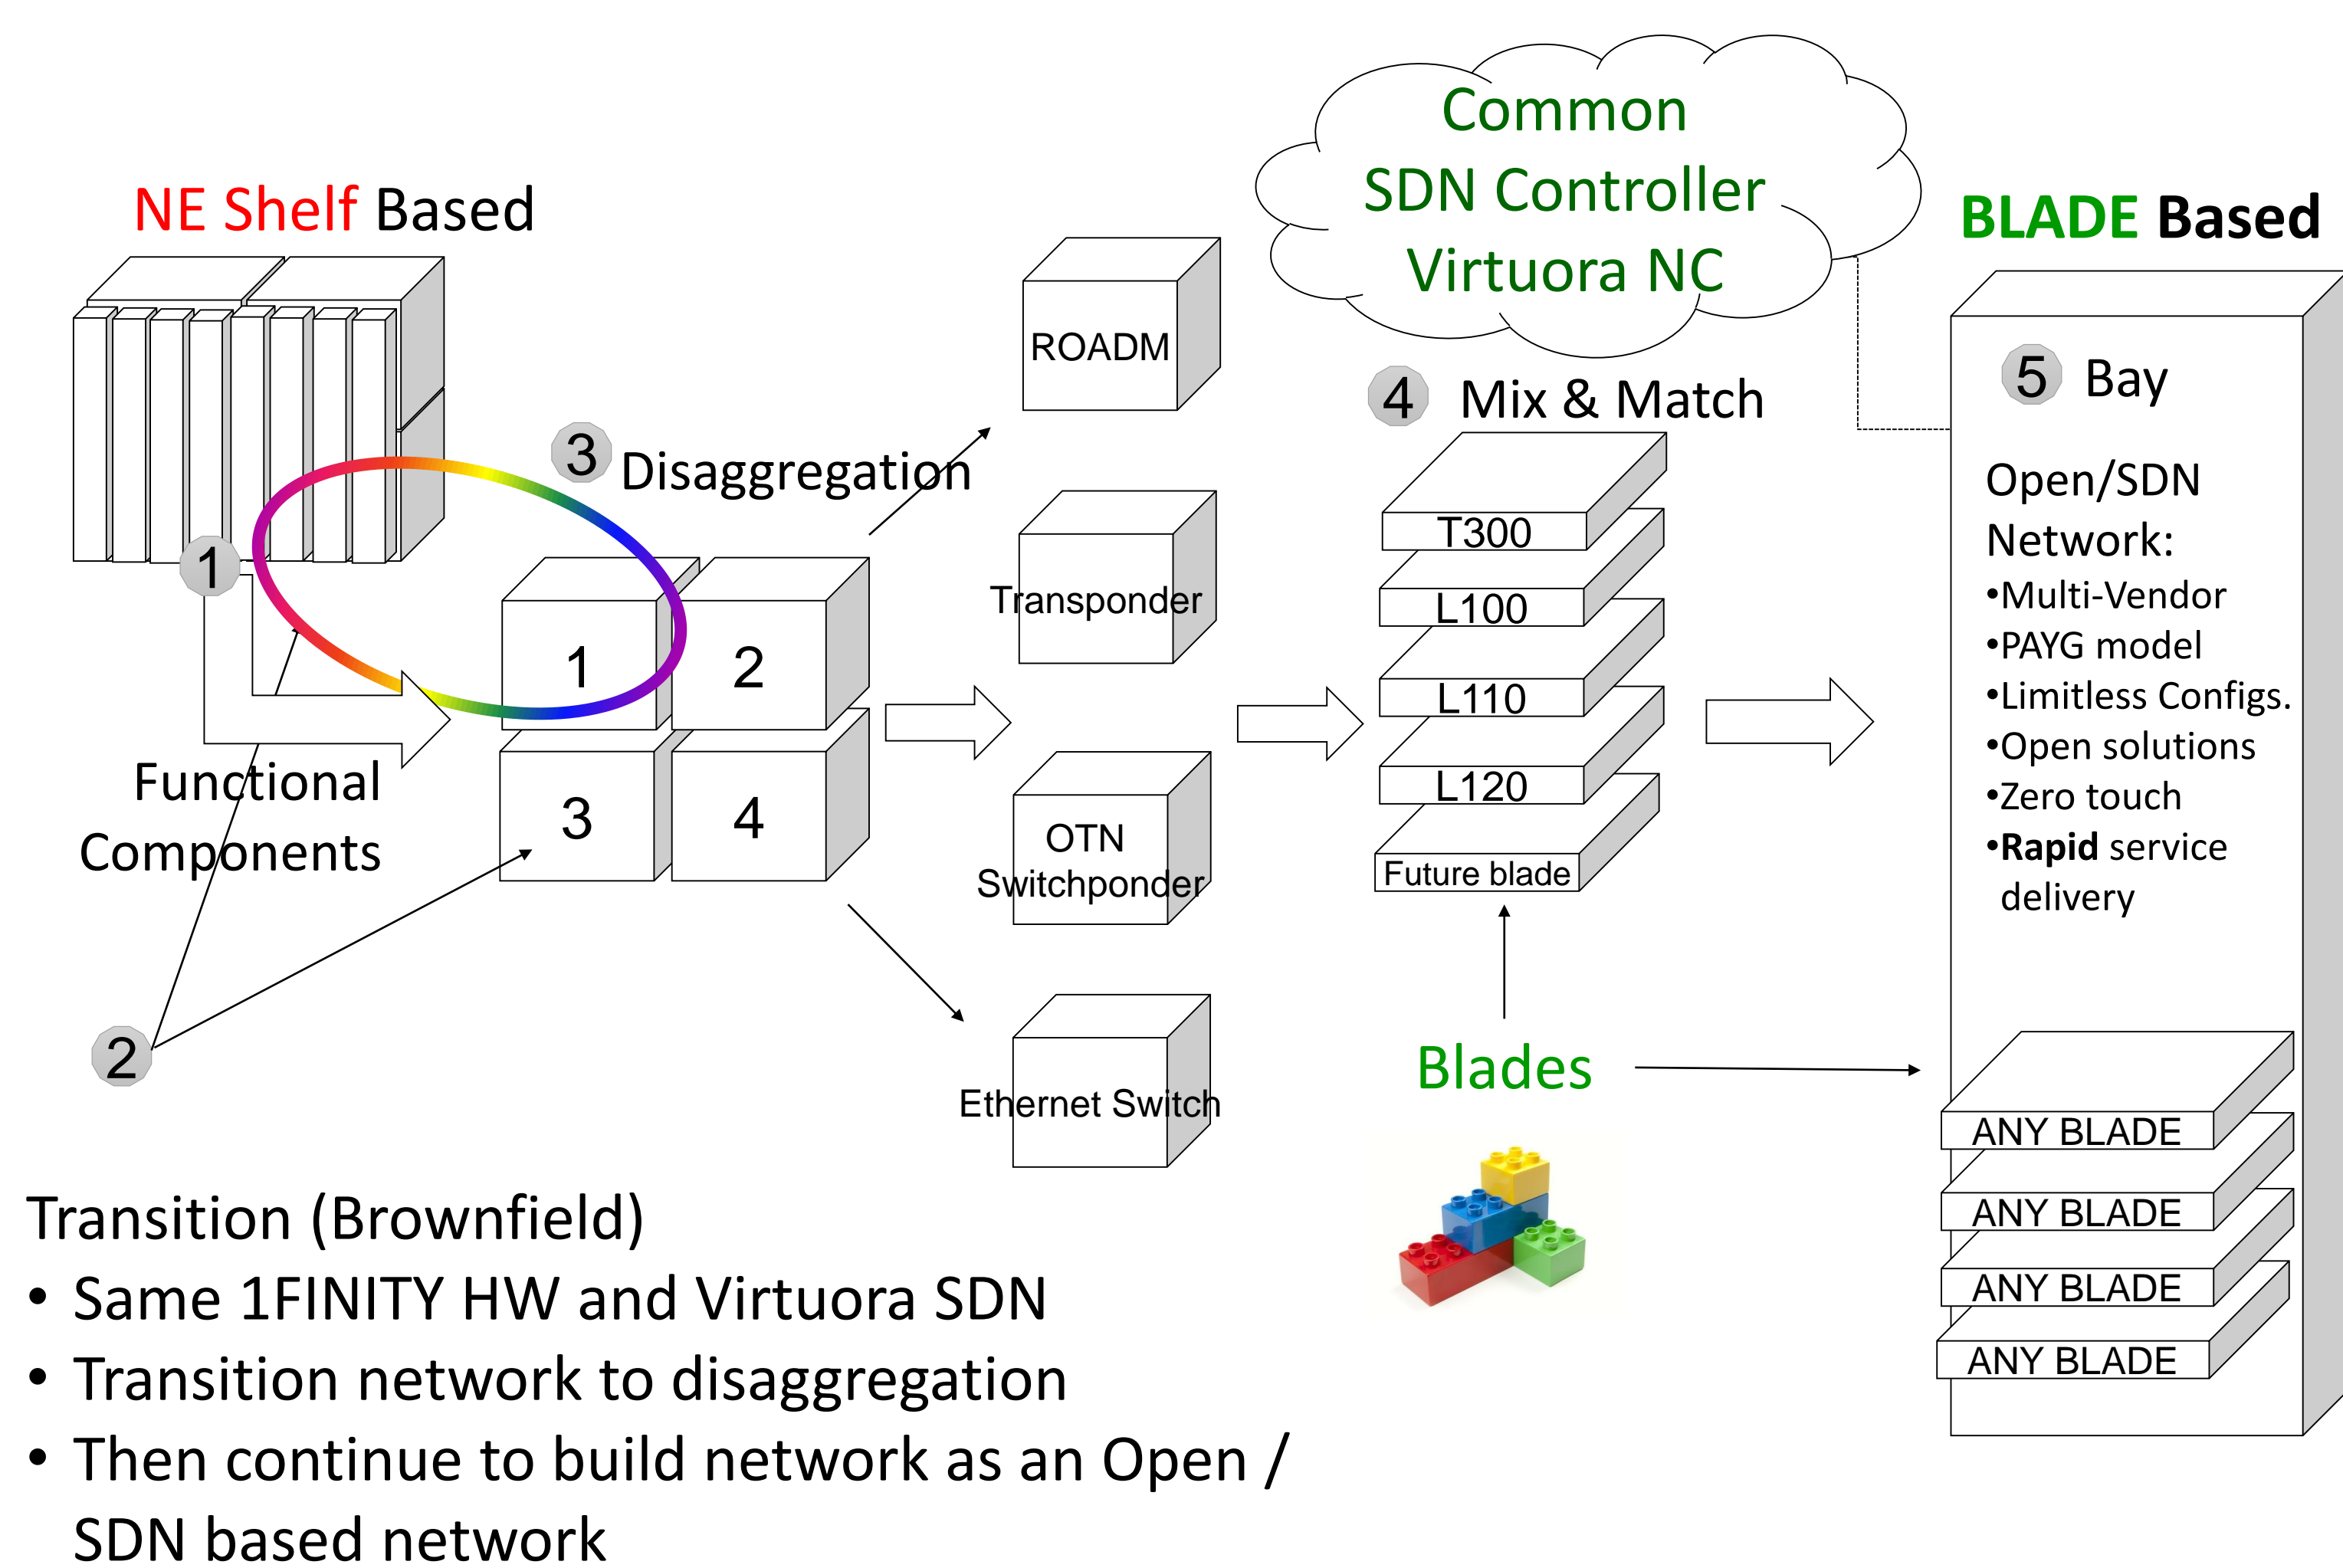 NE Shelf Based
1
Functional
Components
2
3
Disaggregation
1
2
3
4
ROADM
Transponder
OTN
Switchponder
Ethernet Switch
Common
SDN Controller
Virtuora NC
4
Mix & Match
T300
L100
L110
L120
Future blade
Blades
BLADE Based
5
Bay
Open/SDN
Network:
•Multi-Vendor
•PAYG model
•Limitless Configs.
•Open solutions
•Zero touch
•Rapid service
delivery
ANY BLADE
ANY BLADE
ANY BLADE
ANY BLADE
Transition (Brownfield)
• Same 1FINITY HW and Virtuora SDN
• Transition network to disaggregation
• Then continue to build network as an Open /
SDN based network